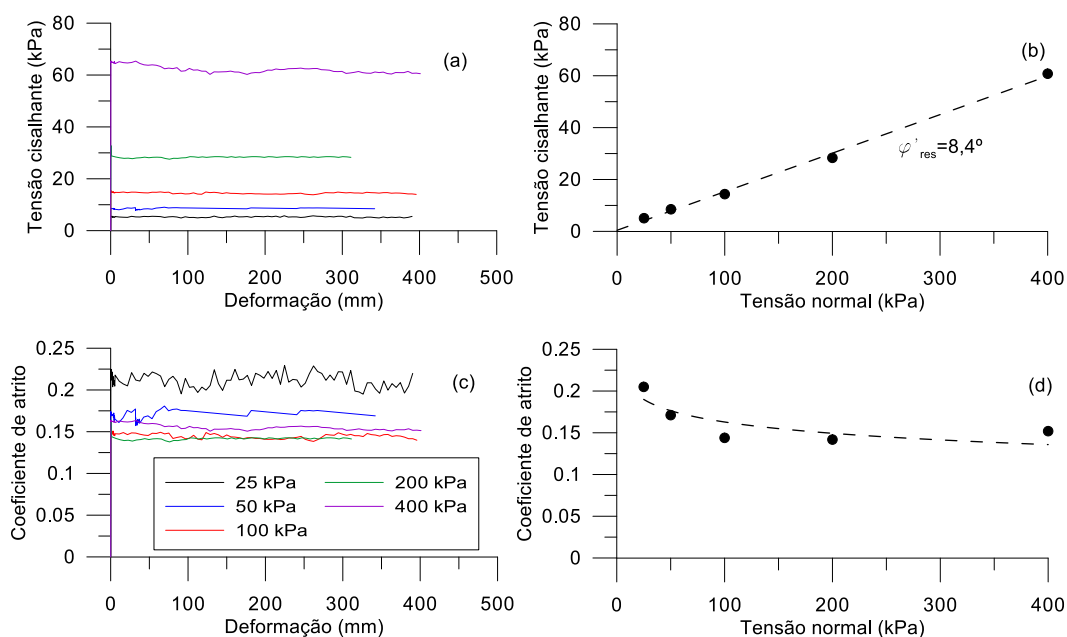 80
60
40
20
0
Tensão cisalhante (kPa)
(a)
0 100 200 300 400 500
Deformação (mm)
80
60
40
20
0
Tensão cisalhante (kPa)
(b)
φ'res=8,4º
0 100 200 300 400
Tensão normal (kPa)
0.25
0.2
0.15
0.1
0.05
0
Coeficiente de atrito
(c)
25 kPa 200 kPa
50 kPa 400 kPa
100 kPa
0 100 200 300 400 500
Deformação (mm)
0.25
0.2
0.15
0.1
0.05
0
Coeficiente de atrito
(d)
0 100 200 300 400
Tensão normal (kPa)